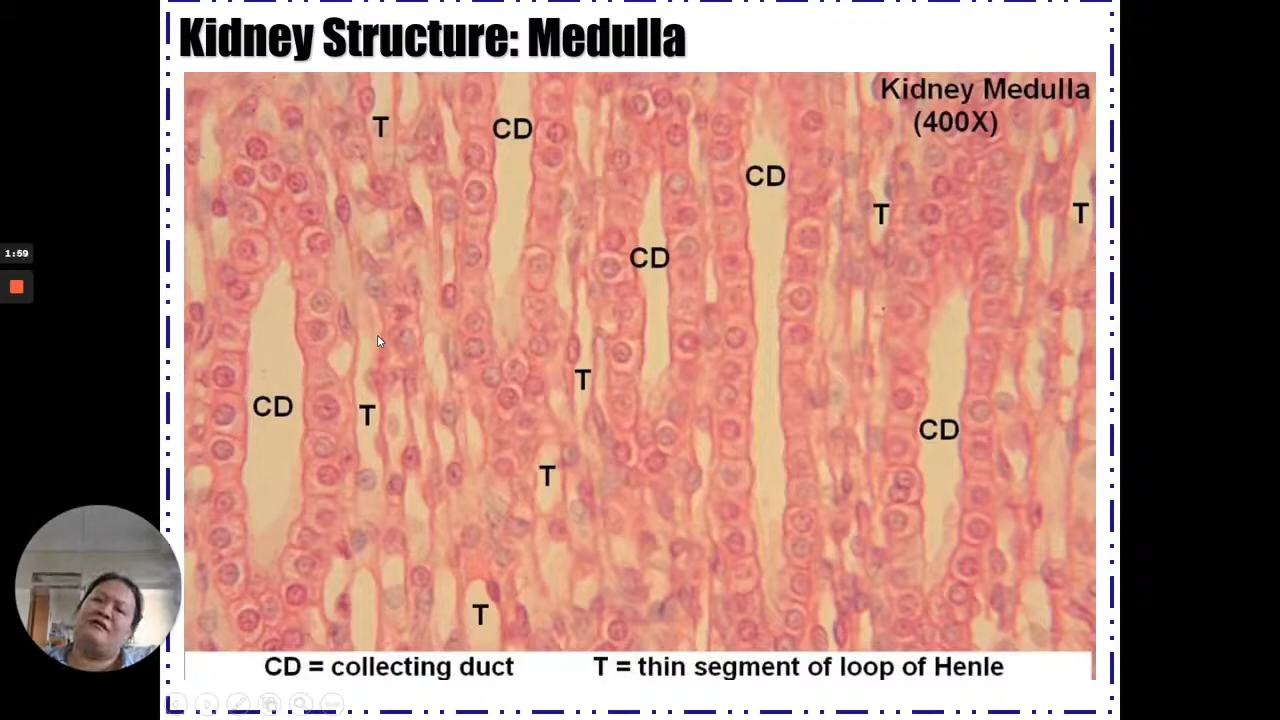 Kidney Structure: Medulla
Kidney Medulla
(400X)
T
CD
CD
T
T
CD
T
CD
T
CD
T
T
CD = collecting duct
T = thin segment of loop of Henle
1:59